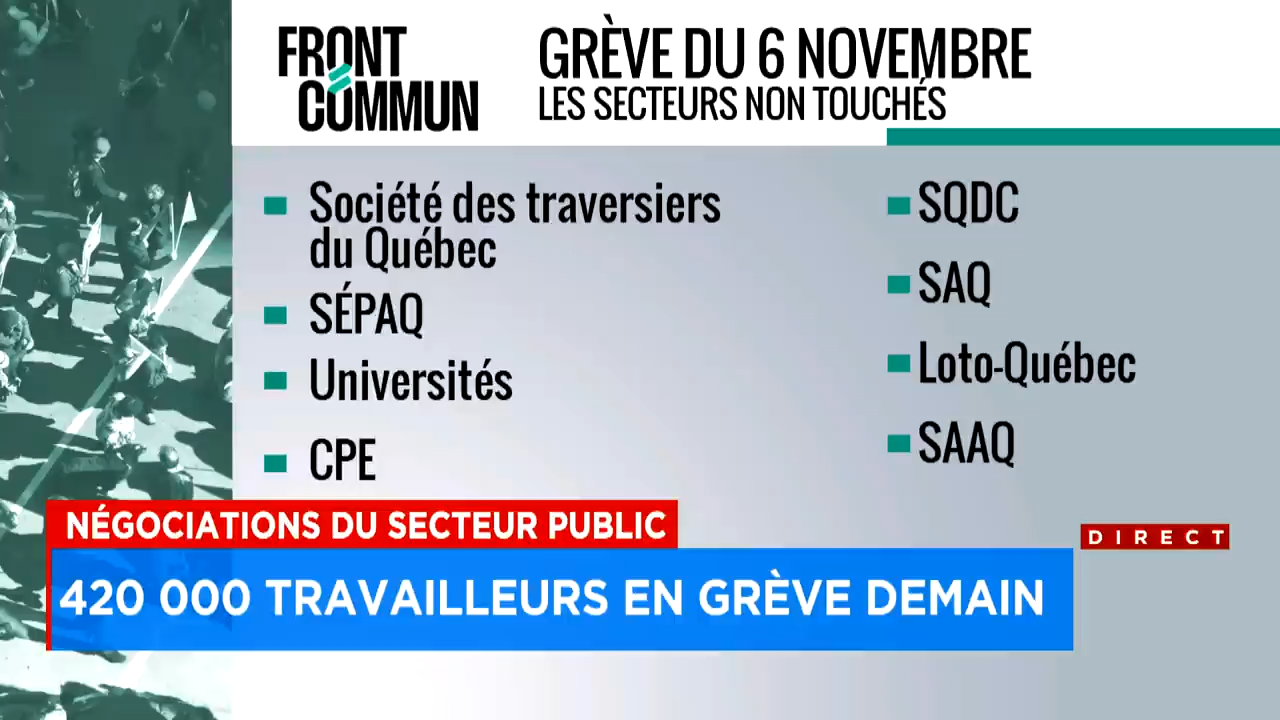 FRONT
COMMUN
GRÈVE DU 6 NOVEMBRE
LES SECTEURS NON TOUCHÉS
Société des traversiers
du Québec
SÉPAQ
Universités
CPE
SQDC
SAQ
Loto-Québec
SAAQ
NÉGOCIATIONS DU SECTEUR PUBLIC
DIRECT
420 000 TRAVAILLEURS EN GRÈVE DEMAIN